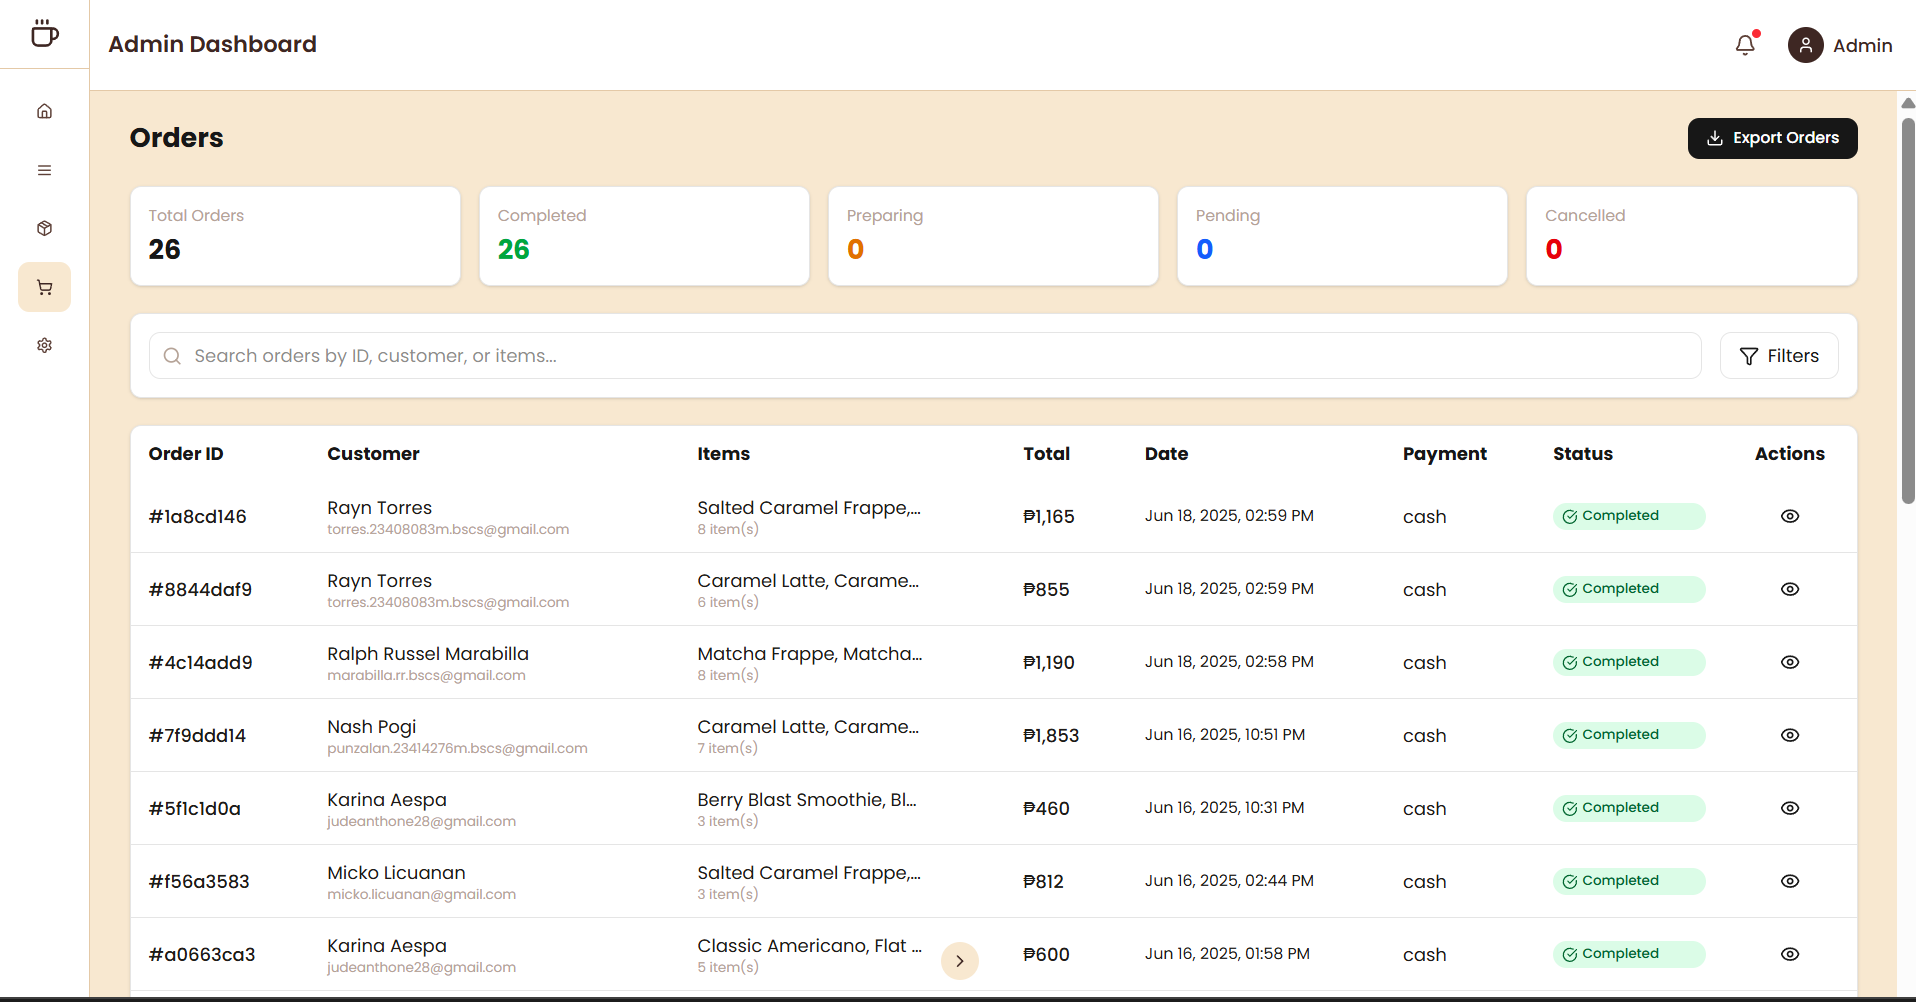 Admin Dashboard
Admin
Orders
Export Orders
Total Orders
26
Completed
26
Preparing
0
Pending
0
Cancelled
0
Search orders by ID, customer, or items...
Filters
Order ID Customer Items Total Date Payment Status Actions
#1a8cd146 Rayn Torres Salted Caramel Frappe,... ₱1,165 Jun 18, 2025, 02:59 PM cash Completed
torres.23408083m.bscs@gmail.com 8 item(s)
#8844daf9 Rayn Torres Caramel Latte, Carame... ₱855 Jun 18, 2025, 02:59 PM cash Completed
torres.23408083m.bscs@gmail.com 6 item(s)
#4c14add9 Ralph Russel Marabilla Matcha Frappe, Matcha... ₱1,190 Jun 18, 2025, 02:58 PM cash Completed
marabilla.rr.bscs@gmail.com 8 item(s)
#7f9ddd14 Nash Pogi Caramel Latte, Carame... ₱1,853 Jun 16, 2025, 10:51 PM cash Completed
punzalan.23414276m.bscs@gmail.com 7 item(s)
#5f1c1d0a Karina Aespa Berry Blast Smoothie, Bl... ₱460 Jun 16, 2025, 10:31 PM cash Completed
judeanthone28@gmail.com 3 item(s)
#f56a3583 Micko Licuanan Salted Caramel Frappe,... ₱812 Jun 16, 2025, 02:44 PM cash Completed
micko.licuanan@gmail.com 3 item(s)
#a0663ca3 Karina Aespa Classic Americano, Flat ... ₱600 Jun 16, 2025, 01:58 PM cash Completed
judeanthone28@gmail.com 5 item(s)